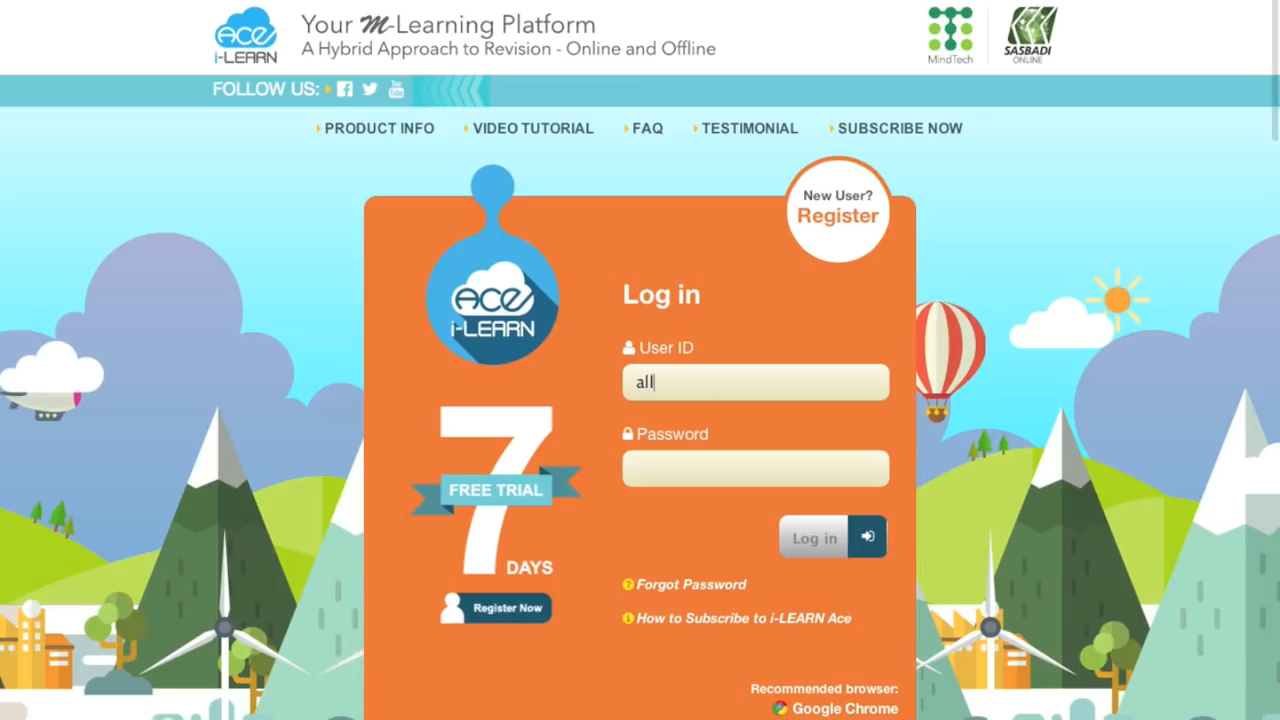 ACE
i-LEARN
Your M-Learning Platform
A Hybrid Approach to Revision - Online and Offline
MindTech
SASBADI
ONLINE
FOLLOW US:
You
Tube
PRODUCT INFO
VIDEO TUTORIAL
FAQ
TESTIMONIAL
SUBSCRIBE NOW
New User?
Register
ACE
i-LEARN
Log in
User ID
all
Password
7
FREE TRIAL
DAYS
Register Now
Log in
Forgot Password
How to Subscribe to i-LEARN Ace
Recommended browser:
Google Chrome